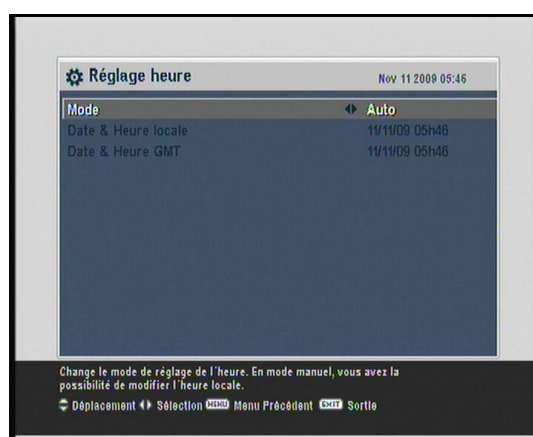 Réglage heure
Nov 11 2009 05:46
Mode Auto
Date & Heure locale 11/11/09 05h46
Date & Heure GMT 11/11/09 05h46
Change le mode de réglage de l'heure. En mode manuel, vous avez la
possibilité de modifier l'heure locale.
Déplacement Sélection MENU Menu Précédent EXIT Sortie